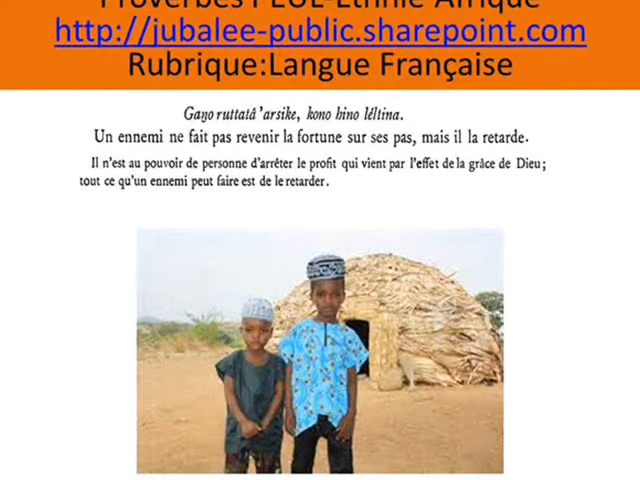 Proverbes PEUL-Ethnie Afrique
http://jubalee-public.sharepoint.com
Rubrique:Langue Française
Gaŋo ruttatâ 'arsike, kono hino léltina.
Un ennemi ne fait pas revenir la fortune sur ses pas, mais il la retarde.
Il n'est au pouvoir de personne d'arrêter le profit qui vient par l'effet de la grâce de Dieu;
tout ce qu'un ennemi peut faire est de le retarder.